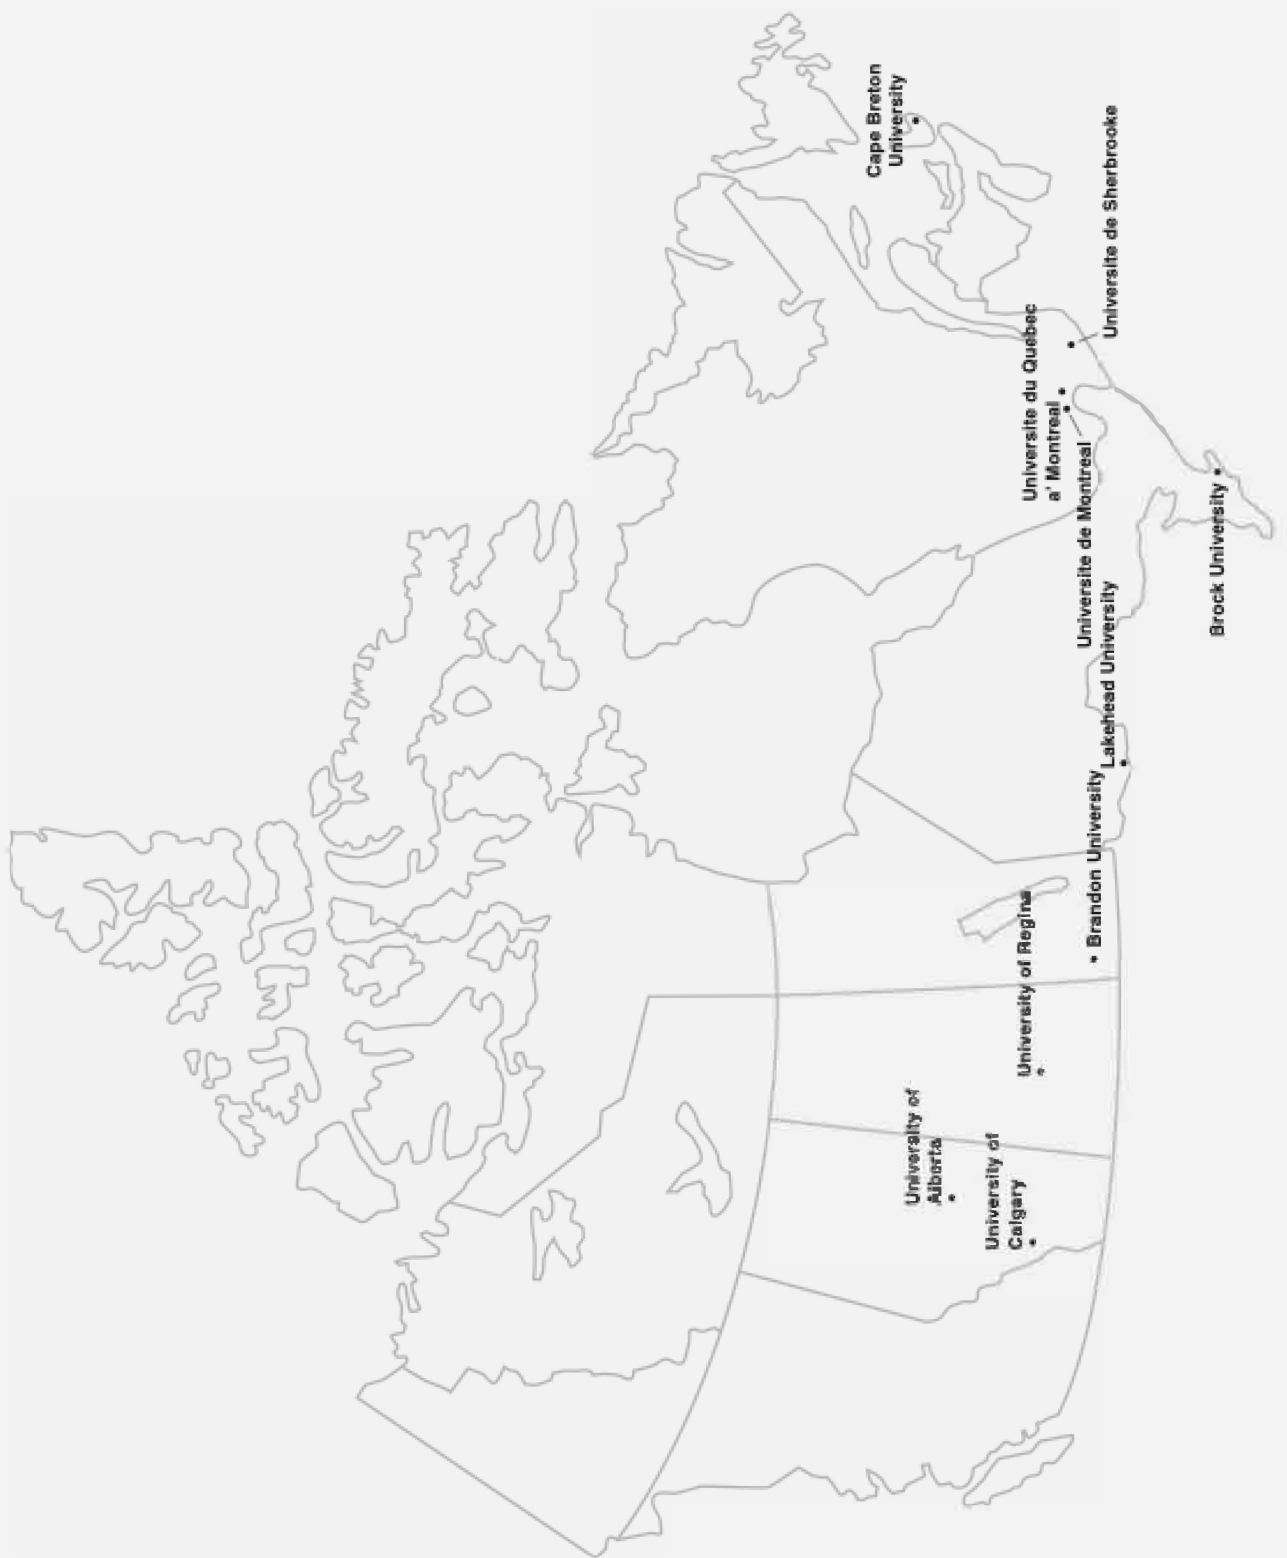 University of
Alberta
University of
Calgary
University of Regina
Brandon University
Lakehead University
Universite de Montreal
Universite du Quebec
a' Montreal
Brock University
Universite de Sherbrooke
Cape Breton
University